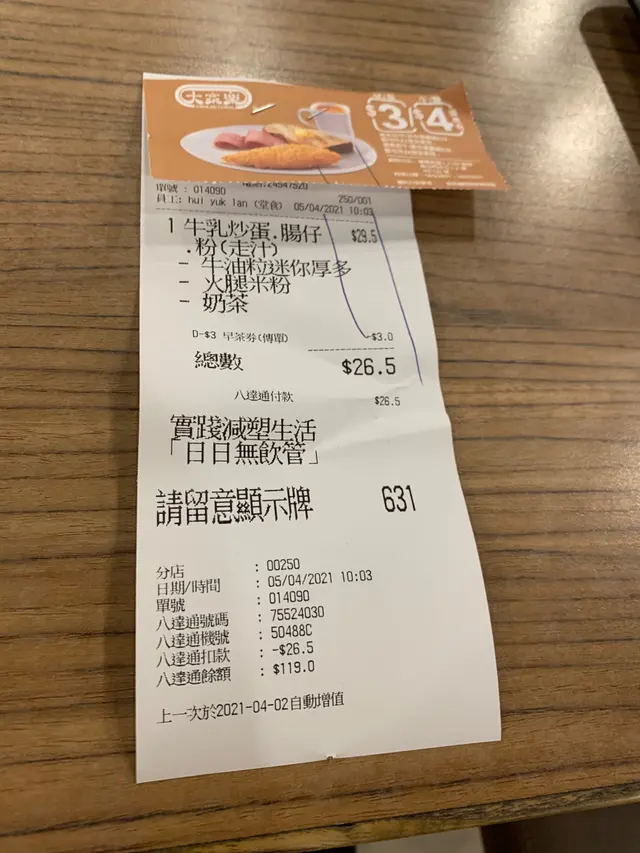 大家樂
$3 $4
單號 : 014090
250/001
員工: hui yuk lan (堂食) 05/04/2021 10:03
1 牛乳炒蛋.腸仔 $29.5
.粉(走汁)
- 牛油粒迷你厚多
- 火腿米粉
- 奶茶
D-$3 早茶券(傳單) -$3.0
總數 $26.5
八達通付款 $26.5
實踐減塑生活
「日日無飲管」
請留意顯示牌 631
分店 : 00250
日期/時間 : 05/04/2021 10:03
單號 : 014090
八達通號碼 : 75524030
八達通機號 : 50488C
八達通扣款 : -$26.5
八達通餘額 : $119.0
上一次於2021-04-02自動增值